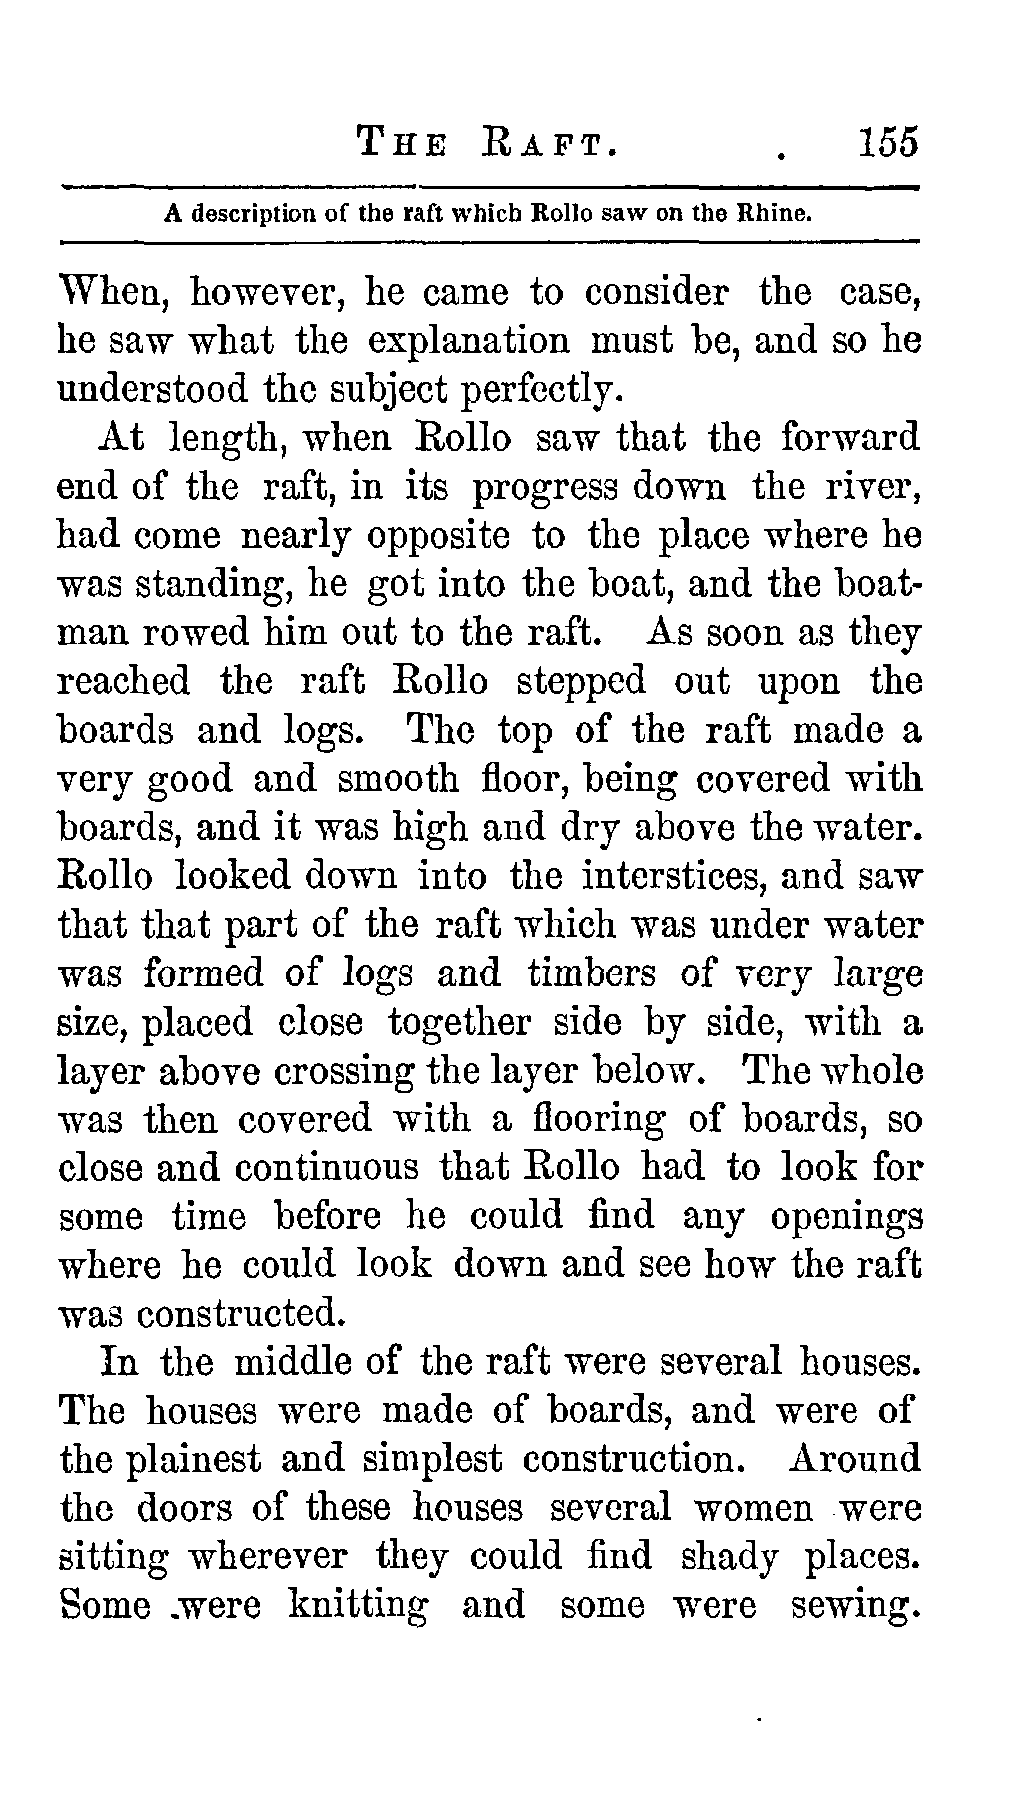 THE RAFT. 155
A description of the raft which Rollo saw on the Rhine.
When, however, he came to consider the case,
he saw what the explanation must be, and so he
understood the subject perfectly.
At length, when Rollo saw that the forward
end of the raft, in its progress down the river,
had come nearly opposite to the place where he
was standing, he got into the boat, and the boat-
man rowed him out to the raft. As soon as they
reached the raft Rollo stepped out upon the
boards and logs. The top of the raft made a
very good and smooth floor, being covered with
boards, and it was high and dry above the water.
Rollo looked down into the interstices, and saw
that that part of the raft which was under water
was formed of logs and timbers of very large
size, placed close together side by side, with a
layer above crossing the layer below. The whole
was then covered with a flooring of boards, so
close and continuous that Rollo had to look for
some time before he could find any openings
where he could look down and see how the raft
was constructed.
In the middle of the raft were several houses.
The houses were made of boards, and were of
the plainest and simplest construction. Around
the doors of these houses several women were
sitting wherever they could find shady places.
Some were knitting and some were sewing.